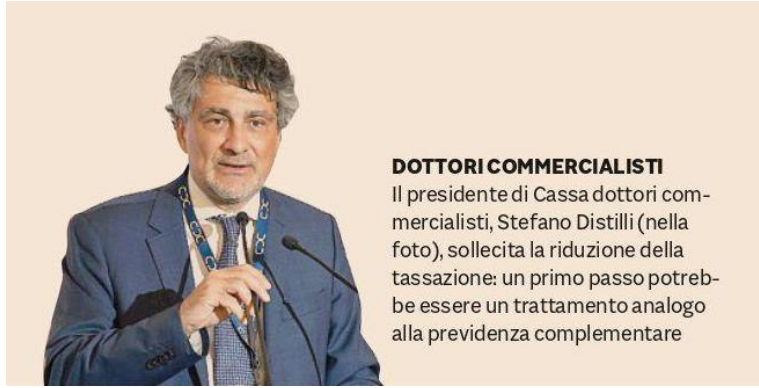 DOTTORI COMMERCIALISTI
Il presidente di Cassa dottori com-
mercialisti, Stefano Distilli (nella
foto), sollecita la riduzione della
tassazione: un primo passo potreb-
be essere un trattamento analogo
alla previdenza complementare